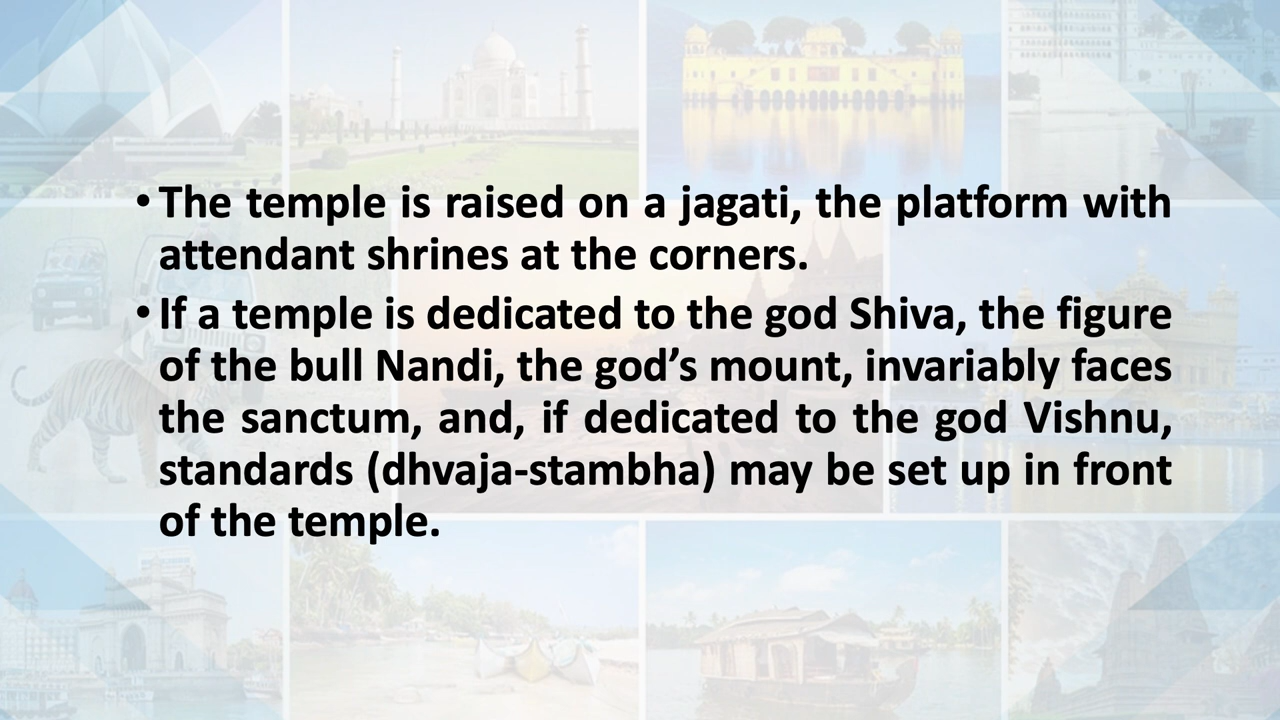 • The temple is raised on a jagati, the platform with
attendant shrines at the corners.
• If a temple is dedicated to the god Shiva, the figure
of the bull Nandi, the god’s mount, invariably faces
the sanctum, and, if dedicated to the god Vishnu,
standards (dhvaja-stambha) may be set up in front
of the temple.